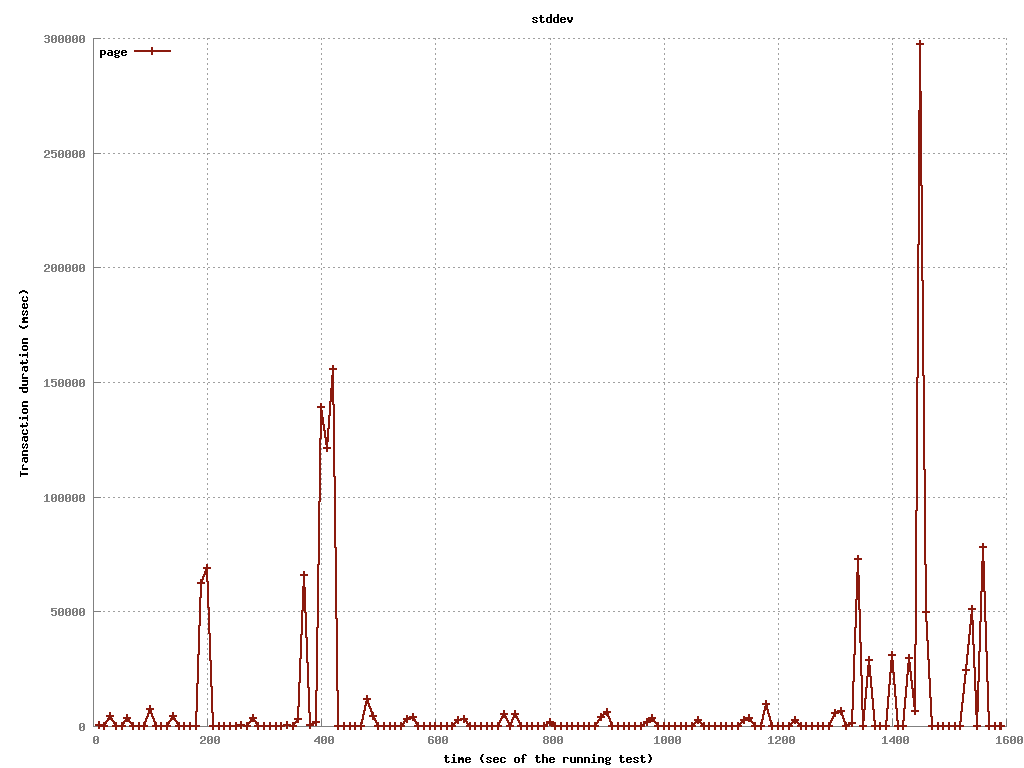 stddev
page
300000
250000
200000
150000
100000
50000
0
Transaction duration (msec)
0 200 400 600 800 1000 1200 1400 1600
time (sec of the running test)